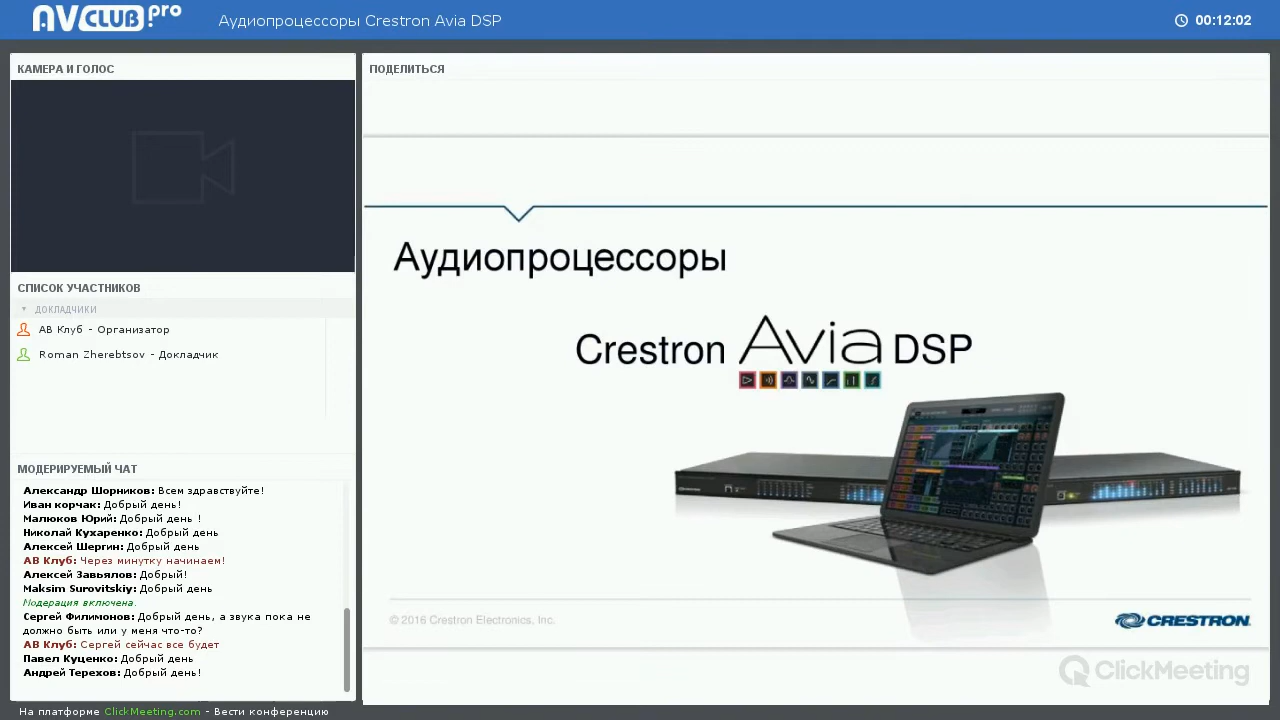 AVCLUB.pro
Аудиопроцессоры Crestron Avia DSP
00:12:02
КАМЕРА И ГОЛОС
СПИСОК УЧАСТНИКОВ
ДОКЛАДЧИКИ
АВ Клуб - Организатор
Roman Zherebtsov - Докладчик
МОДЕРИРУЕМЫЙ ЧАТ
Александр Шорников: Всем здравствуйте!
Иван корчак: Добрый день!
Малюков Юрий: Добрый день !
Николай Кухаренко: Добрый день
Алексей Шергин: Добрый день
АВ Клуб: Через минутку начинаем!
Алексей Завьялов: Добрый!
Maksim Surovitskiy: Добрый день
Модерация включена.
Сергей Филимонов: Добрый день, а звука пока не
должно быть или у меня что-то?
АВ Клуб: Сергей сейчас все будет
Павел Куценко: Добрый день
Андрей Терехов: Добрый день!
На платформе ClickMeeting.com - Вести конференцию
ПОДЕЛИТЬСЯ
Аудиопроцессоры
Crestron Avia DSP
© 2016 Crestron Electronics, Inc.
CRESTRON
ClickMeeting